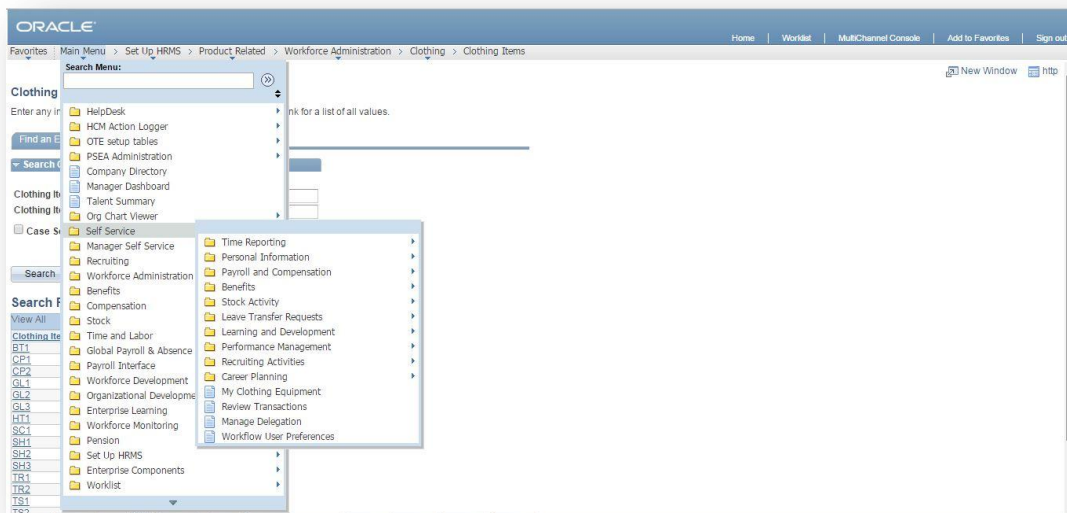 ORACLE
Home | Worklist | MultiChannel Console | Add to Favorites | Sign out
Favorites | Main Menu > Set Up HRMS > Product Related > Workforce Administration > Clothing > Clothing Items
New Window http
Search Menu:
Clothing
Enter any in
nk for a list of all values.
Find an E
Search
Clothing It
Clothing It
Case Se
Search
Search F
View All
Clothing Ite
BT1
CP1
CP2
GL1
GL2
GL3
HT1
SC1
SH1
SH2
SH3
TR1
TR2
TS1
TS2
HelpDesk
HCM Action Logger
OTE setup tables
PSEA Administration
Company Directory
Manager Dashboard
Talent Summary
Org Chart Viewer
Self Service
Manager Self Service
Recruiting
Workforce Administration
Benefits
Compensation
Stock
Time and Labor
Global Payroll & Absence
Payroll Interface
Workforce Development
Organizational Developme
Enterprise Learning
Workforce Monitoring
Pension
Set Up HRMS
Enterprise Components
Worklist
Time Reporting
Personal Information
Payroll and Compensation
Benefits
Stock Activity
Leave Transfer Requests
Learning and Development
Performance Management
Recruiting Activities
Career Planning
My Clothing Equipment
Review Transactions
Manage Delegation
Workflow User Preferences